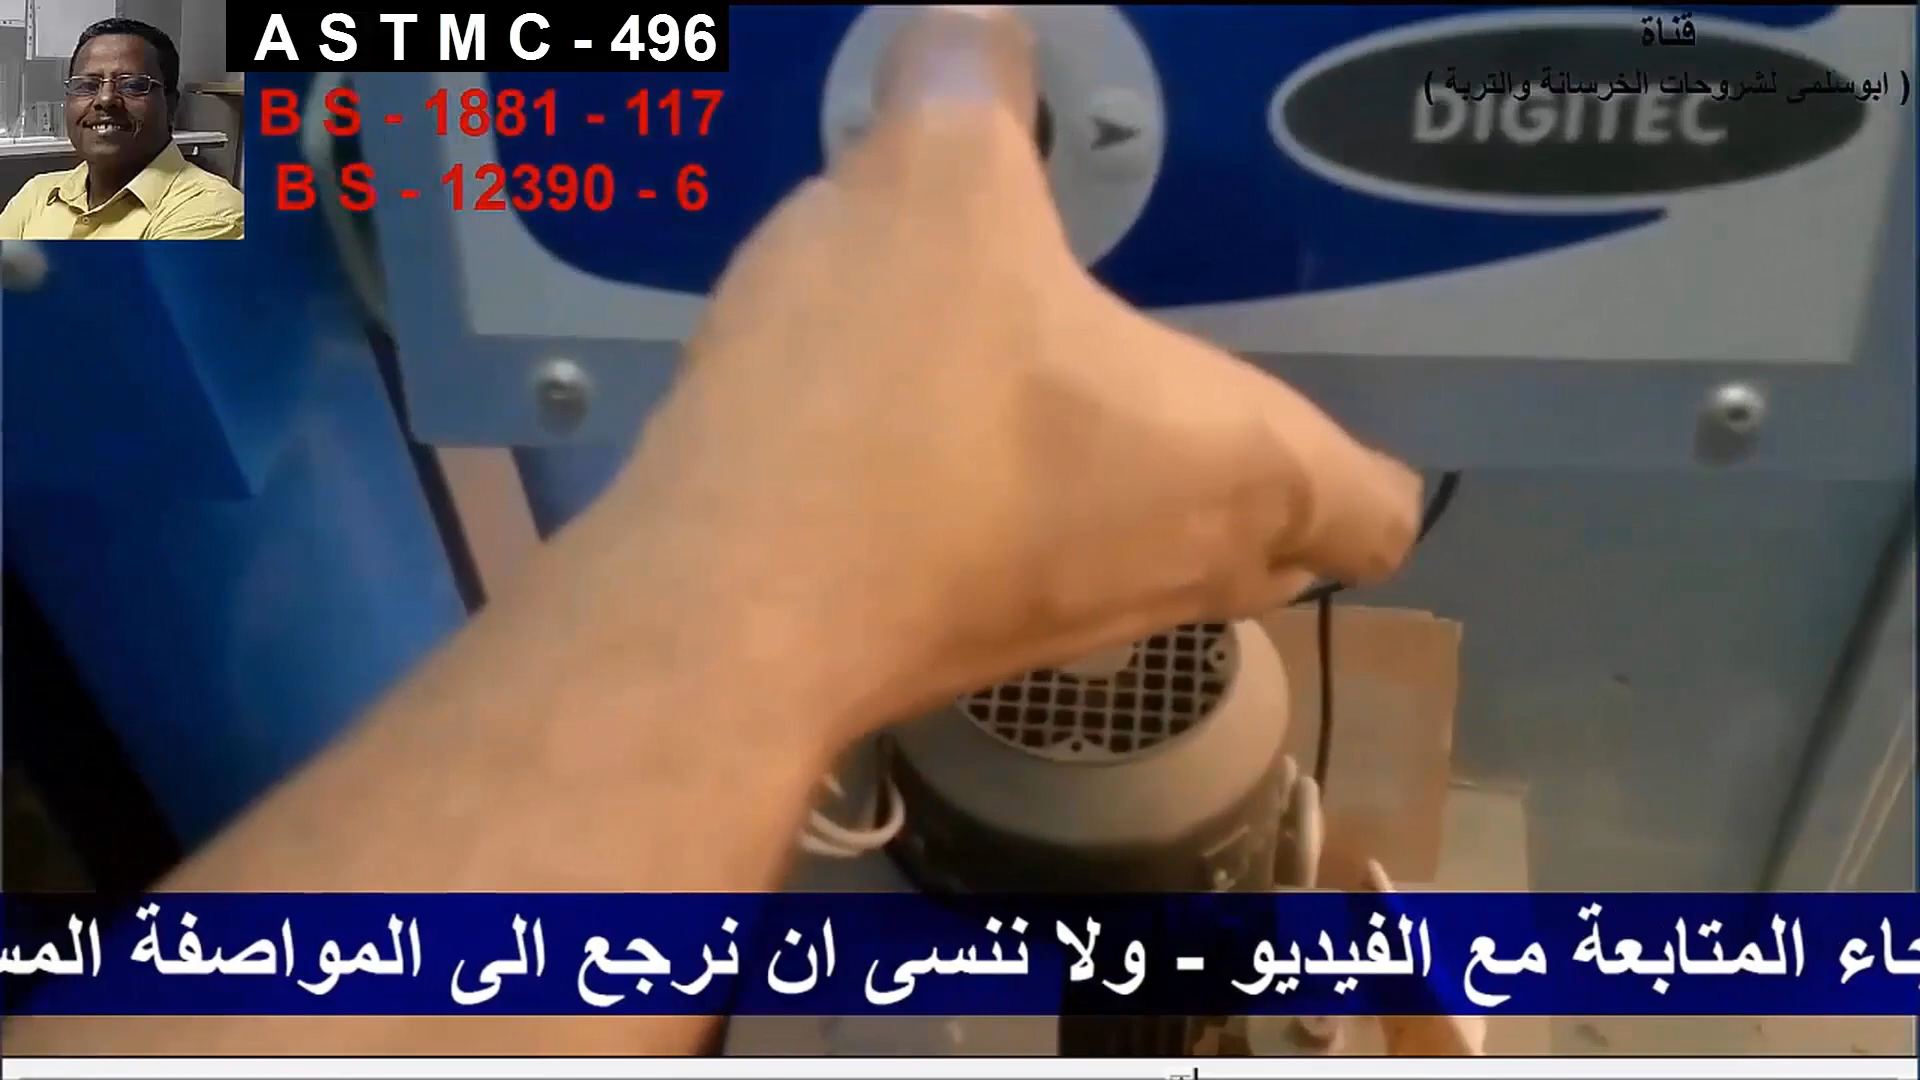 A S T M C - 496
B S - 1881 - 117
B S - 12390 - 6
قناة
( ابوسلمى لشروحات الخرسانة والتربة )
DIGITEC
المتابعة مع الفيديو - ولا ننسى ان نرجع الى المواصفة